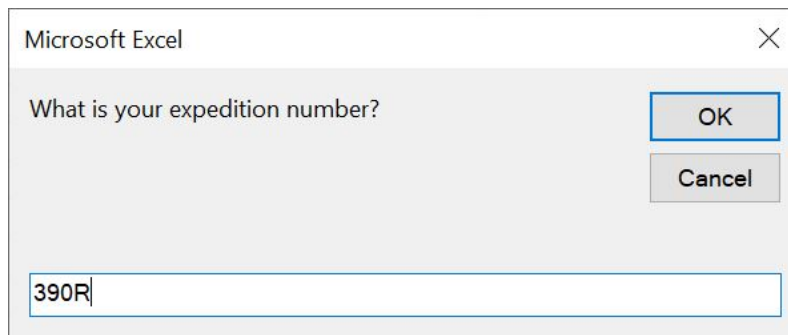 Microsoft Excel
What is your expedition number?
OK
Cancel
390R